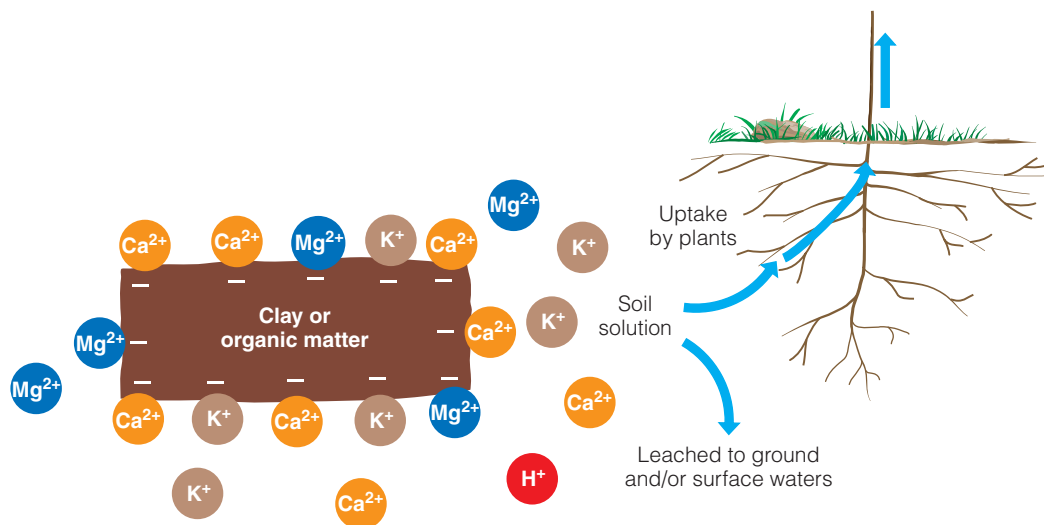 Mg²⁺
Ca²⁺
Ca²⁺
Mg²⁺
K⁺
Ca²⁺
K⁺
Uptake
by plants
Clay or
organic matter
Mg²⁺
Ca²⁺
K⁺
Soil
solution
Mg²⁺
Ca²⁺
K⁺
Ca²⁺
K⁺
Mg²⁺
Ca²⁺
K⁺
Ca²⁺
H⁺
Leached to ground
and/or surface waters